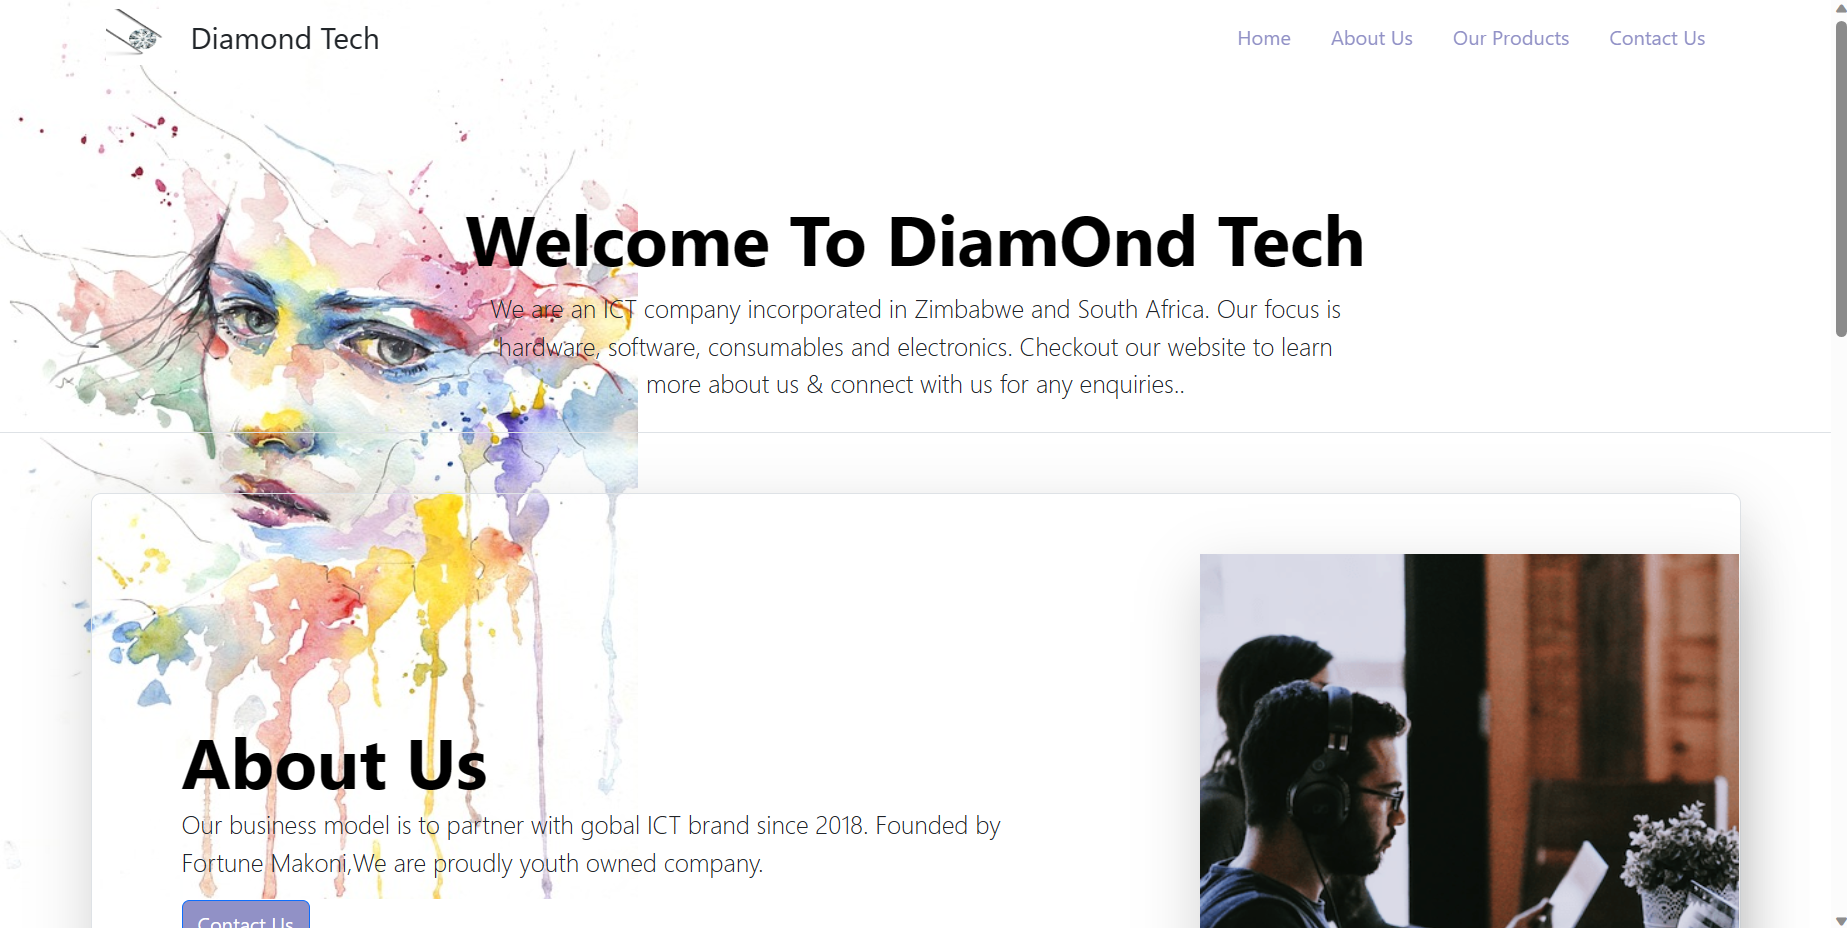 Diamond Tech
Home
About Us
Our Products
Contact Us
Welcome To DiamOnd Tech
We are an ICT company incorporated in Zimbabwe and South Africa. Our focus is
hardware, software, consumables and electronics. Checkout our website to learn
more about us & connect with us for any enquiries..
About Us
Our business model is to partner with gobal ICT brand since 2018. Founded by
Fortune Makoni,We are proudly youth owned company.
Contact Us